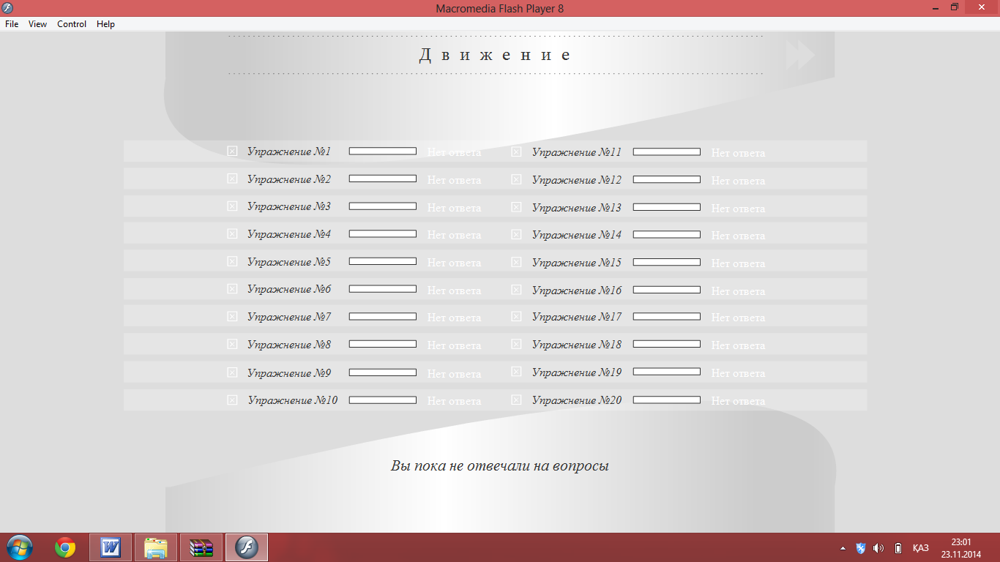 Macromedia Flash Player 8
File View Control Help
Движение
Упражнение №1 Нет ответа Упражнение №11 Нет ответа
Упражнение №2 Нет ответа Упражнение №12 Нет ответа
Упражнение №3 Нет ответа Упражнение №13 Нет ответа
Упражнение №4 Нет ответа Упражнение №14 Нет ответа
Упражнение №5 Нет ответа Упражнение №15 Нет ответа
Упражнение №6 Нет ответа Упражнение №16 Нет ответа
Упражнение №7 Нет ответа Упражнение №17 Нет ответа
Упражнение №8 Нет ответа Упражнение №18 Нет ответа
Упражнение №9 Нет ответа Упражнение №19 Нет ответа
Упражнение №10 Нет ответа Упражнение №20 Нет ответа
Вы пока не отвечали на вопросы
ҚАЗ
23:01
23.11.2014